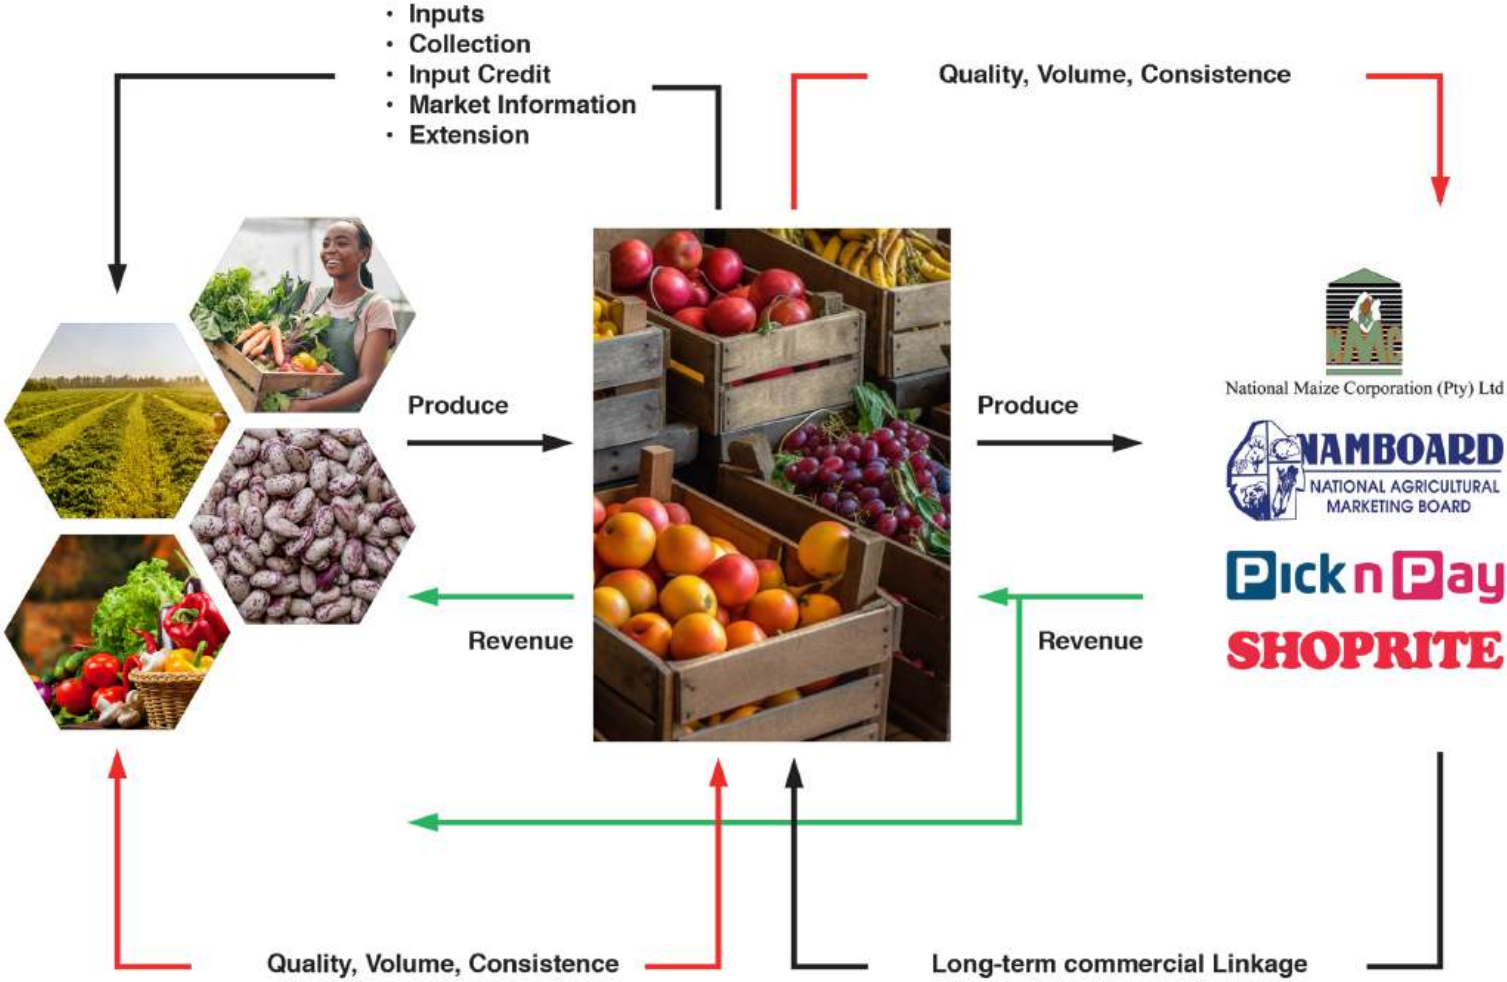 · Inputs
· Collection
· Input Credit
· Market Information
· Extension
Quality, Volume, Consistence
Produce
Produce
NMC
National Maize Corporation (Pty) Ltd
NAMBOARD
NATIONAL AGRICULTURAL
MARKETING BOARD
Pick n Pay
SHOPRITE
Revenue
Revenue
Quality, Volume, Consistence
Long-term commercial Linkage